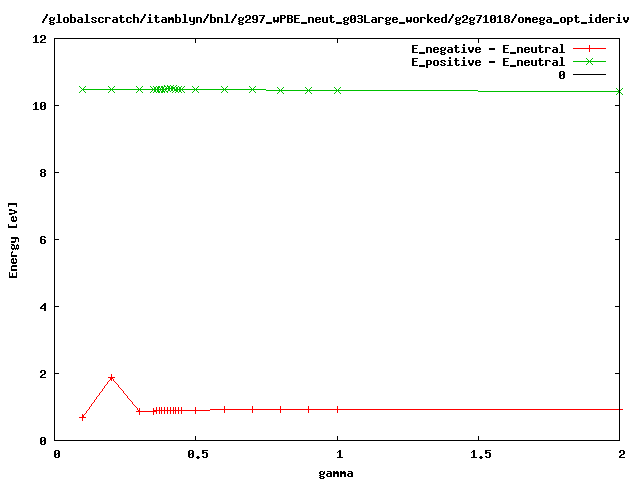 /globalscratch/itamblyn/bnl/g297_wPBE_neut_g03Large_worked/g2g71018/omega_opt_ideriv
E_negative - E_neutral
E_positive - E_neutral
0
12
10
8
6
4
2
0
Energy [eV]
0 0.5 1 1.5 2
gamma